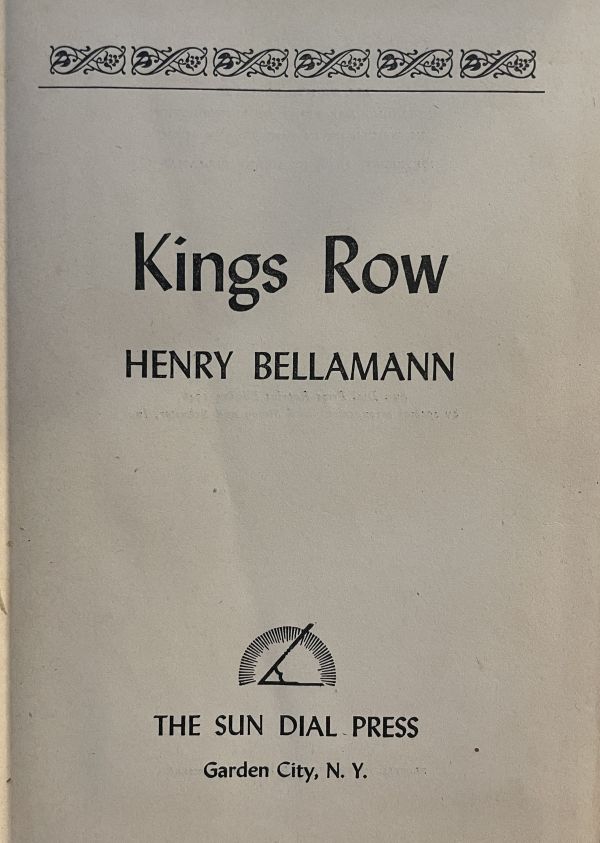 Kings Row
HENRY BELLAMANN
THE SUN DIAL PRESS
Garden City, N. Y.